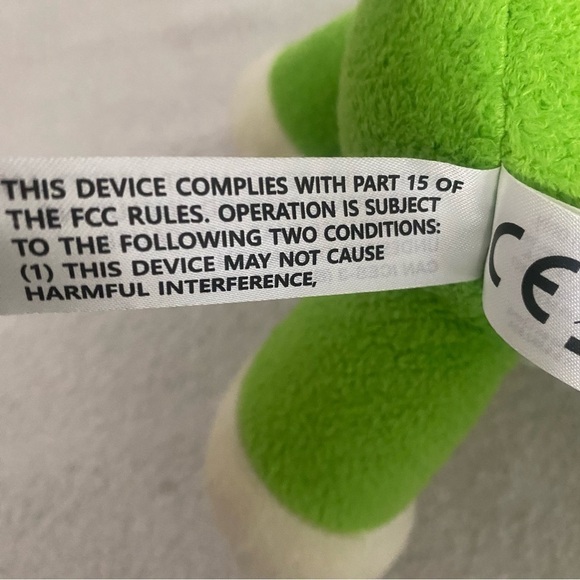 THIS DEVICE COMPLIES WITH PART 15 OF
THE FCC RULES. OPERATION IS SUBJECT
TO THE FOLLOWING TWO CONDITIONS:
(1) THIS DEVICE MAY NOT CAUSE
HARMFUL INTERFERENCE,
CE